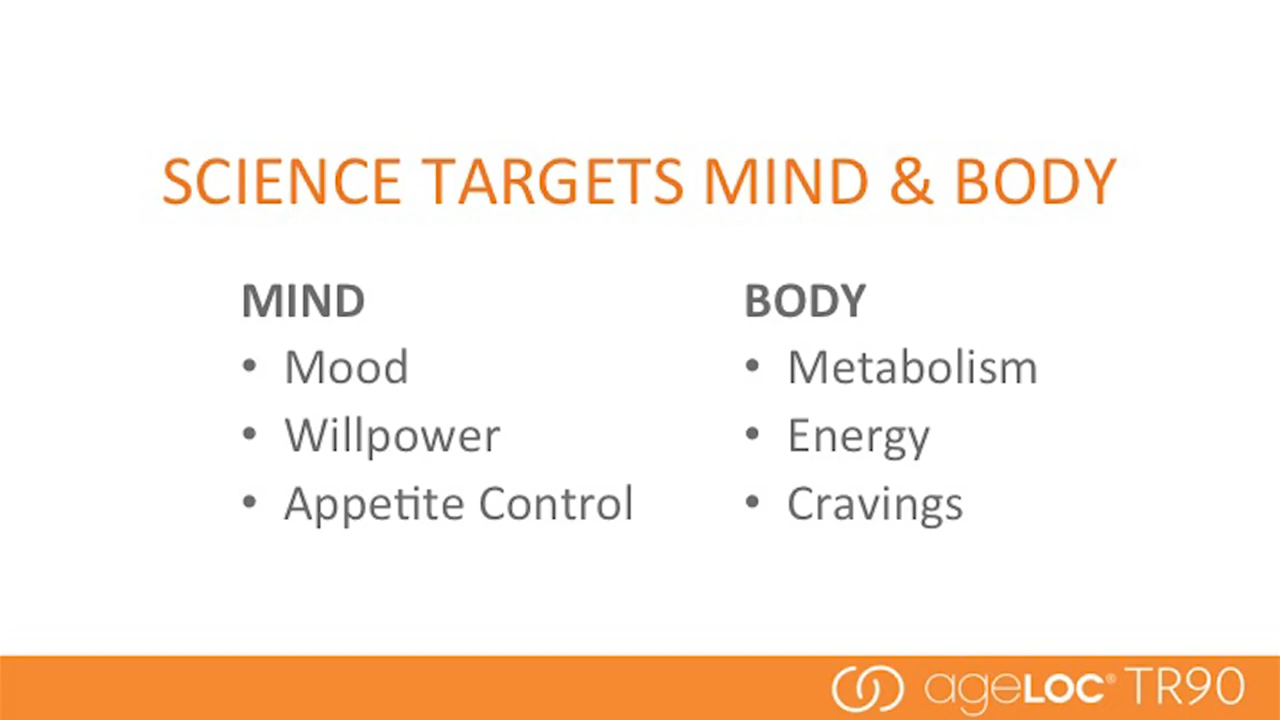 SCIENCE TARGETS MIND & BODY
MIND
• Mood
• Willpower
• Appetite Control
BODY
• Metabolism
• Energy
• Cravings
ageLOC® TR90